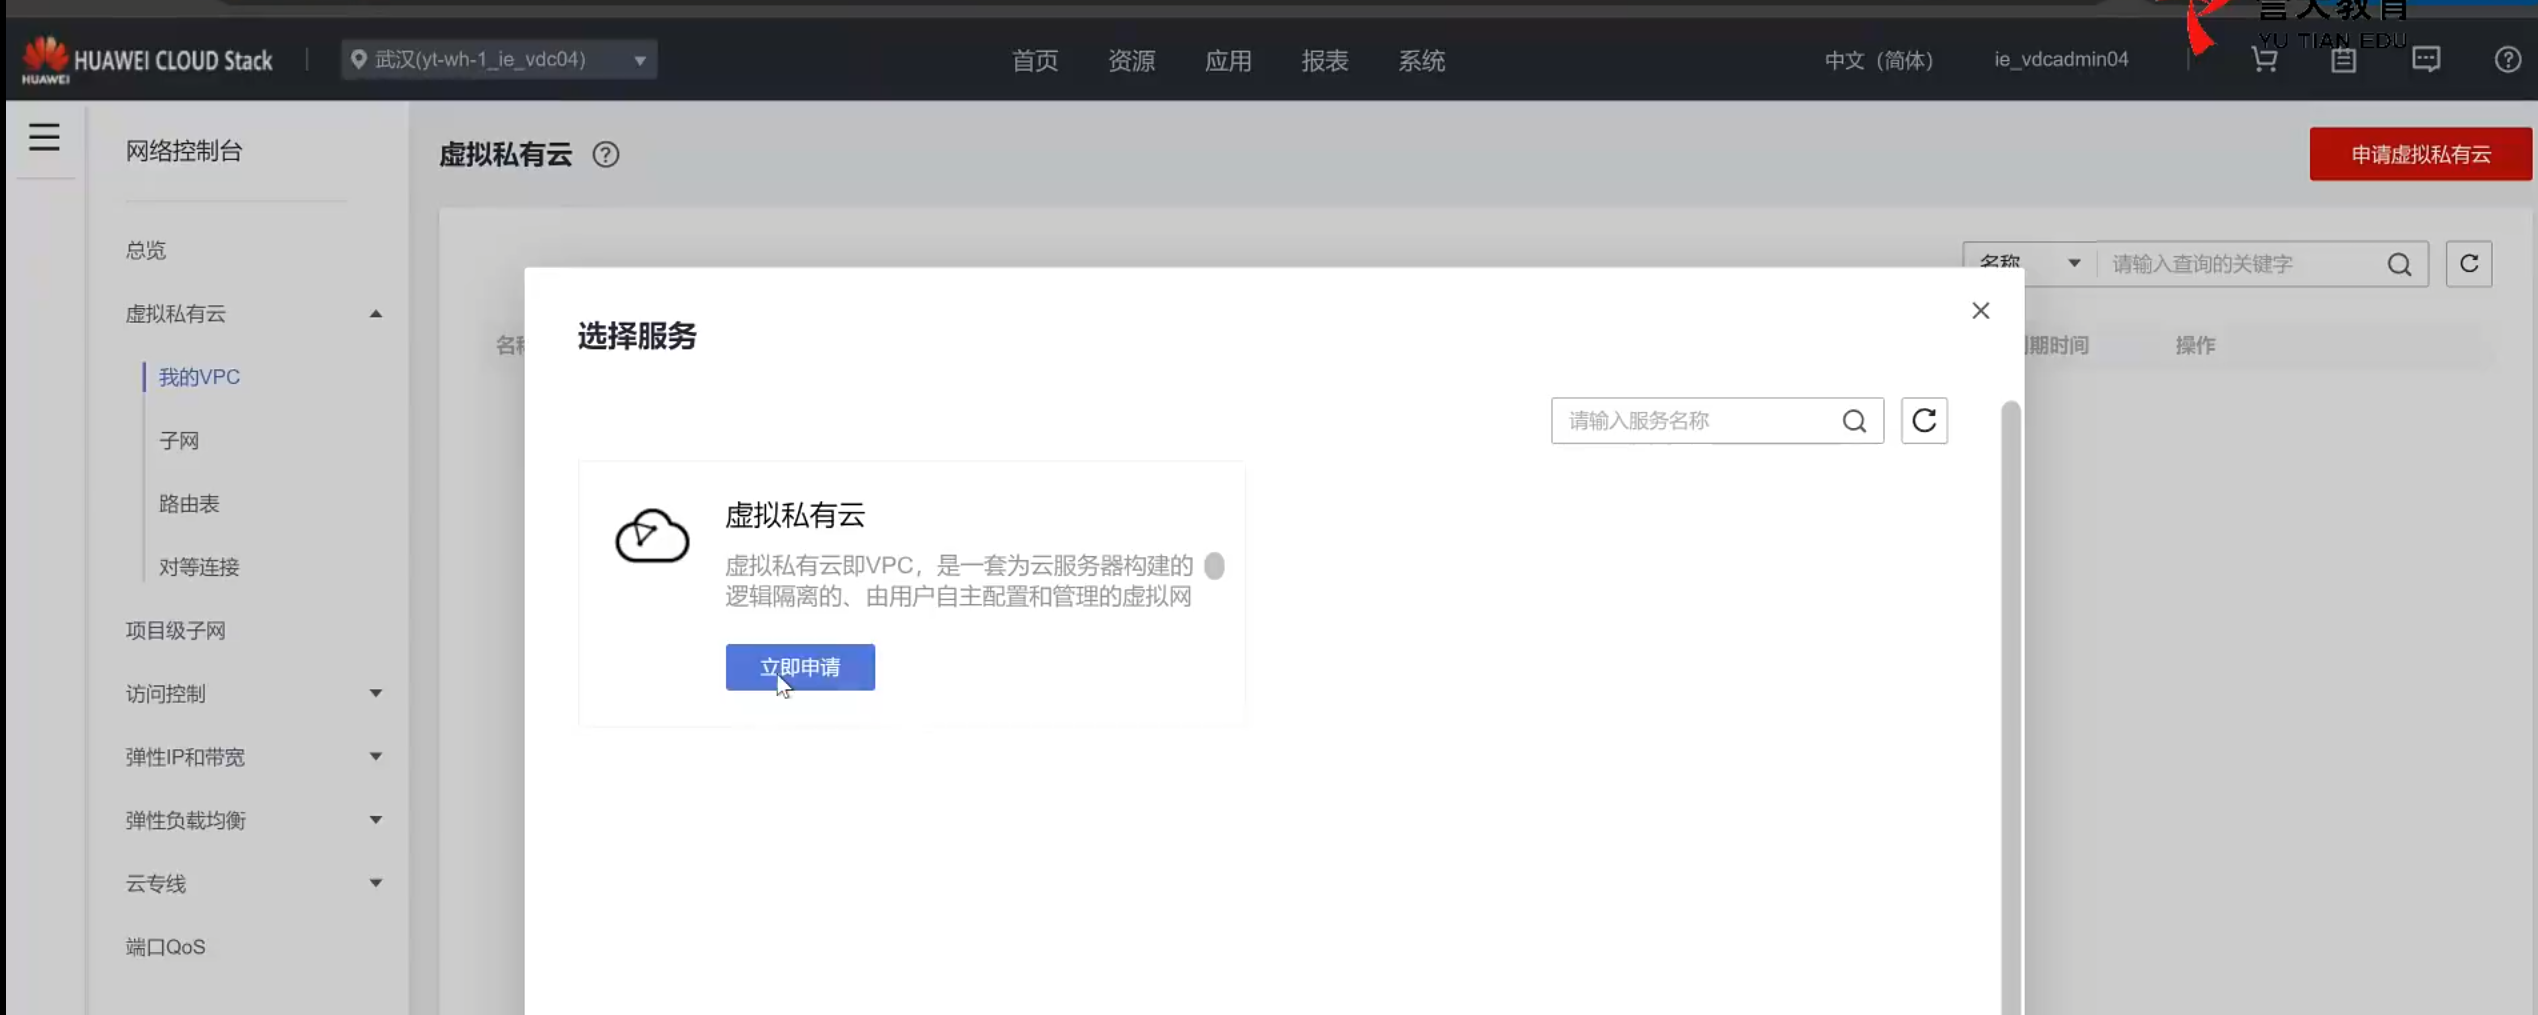 YU TIAN EDU
HUAWEI
HUAWEI CLOUD Stack
武汉(yt-wh-1_ie_vdc04)
首页
资源
应用
报表
系统
中文（简体）
ie_vdcadmin04
网络控制台
虚拟私有云
申请虚拟私有云
总览
虚拟私有云
我的VPC
子网
路由表
对等连接
项目级子网
访问控制
弹性IP和带宽
弹性负载均衡
云专线
端口QoS
名称
请输入查询的关键字
期时间
操作
选择服务
请输入服务名称
虚拟私有云
虚拟私有云即VPC，是一套为云服务器构建的
逻辑隔离的、由用户自主配置和管理的虚拟网
立即申请